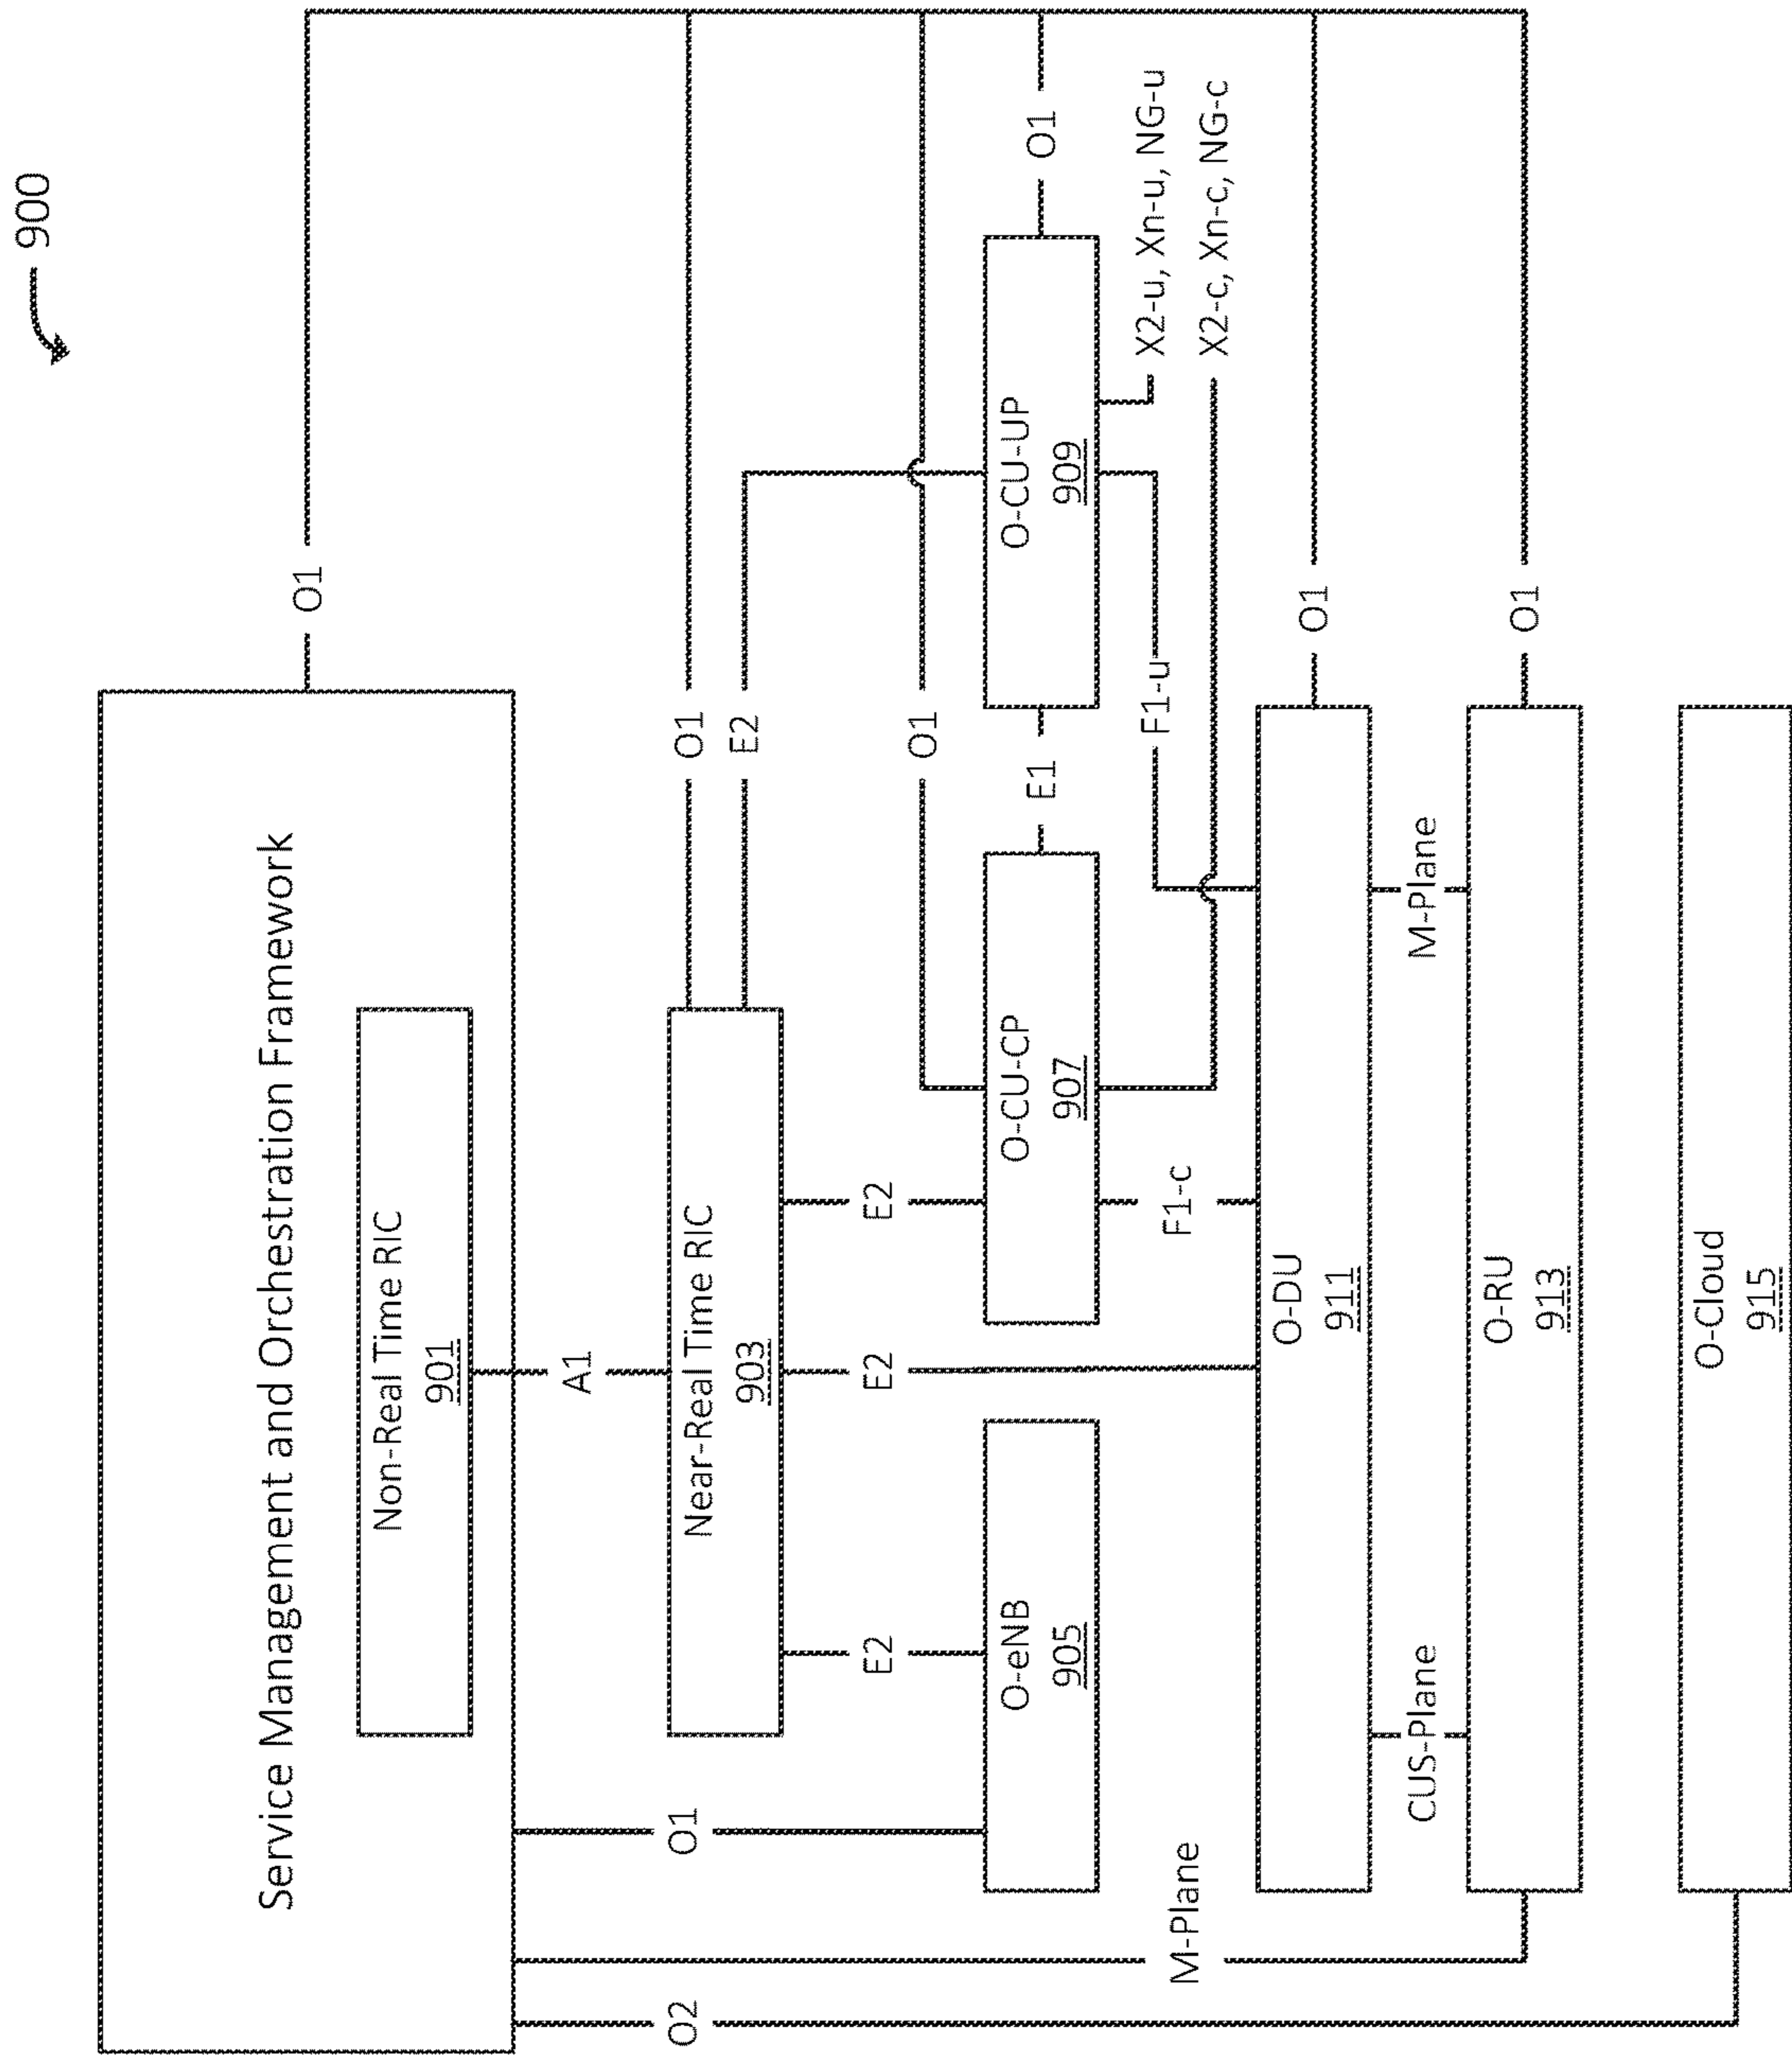 900
Service Management and Orchestration Framework
O1
Non-Real Time RIC
901
A1
O2
O1
Near-Real Time RIC
903
O1
E2
E2
E2
E2
O1
O-eNB
905
O-CU-CP
907
E1
O-CU-UP
909
O1
M-Plane
F1-c
F1-u
X2-u, Xn-u, NG-u
X2-c, Xn-c, NG-c
O-DU
911
O1
CUS-Plane
M-Plane
O-RU
913
O1
O-Cloud
915